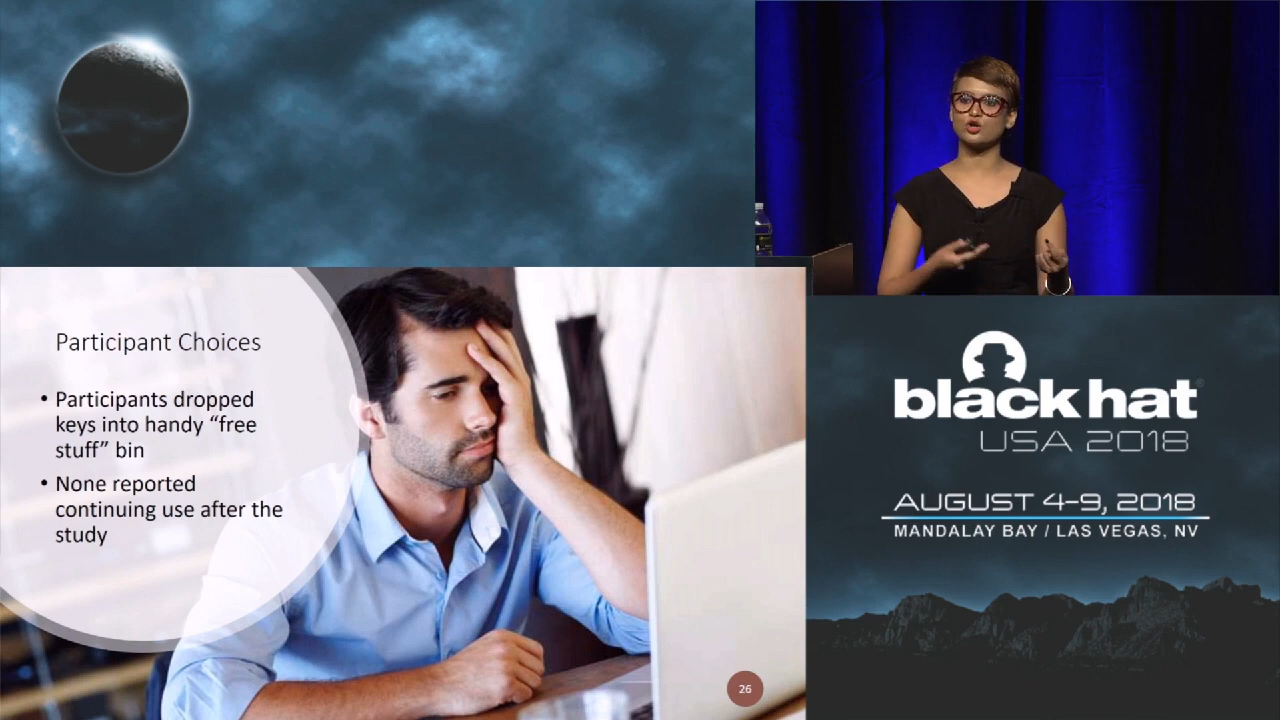 Participant Choices
• Participants dropped
keys into handy “free
stuff” bin
• None reported
continuing use after the
study
26
black hat
USA 2018
AUGUST 4-9, 2018
MANDALAY BAY / LAS VEGAS, NV